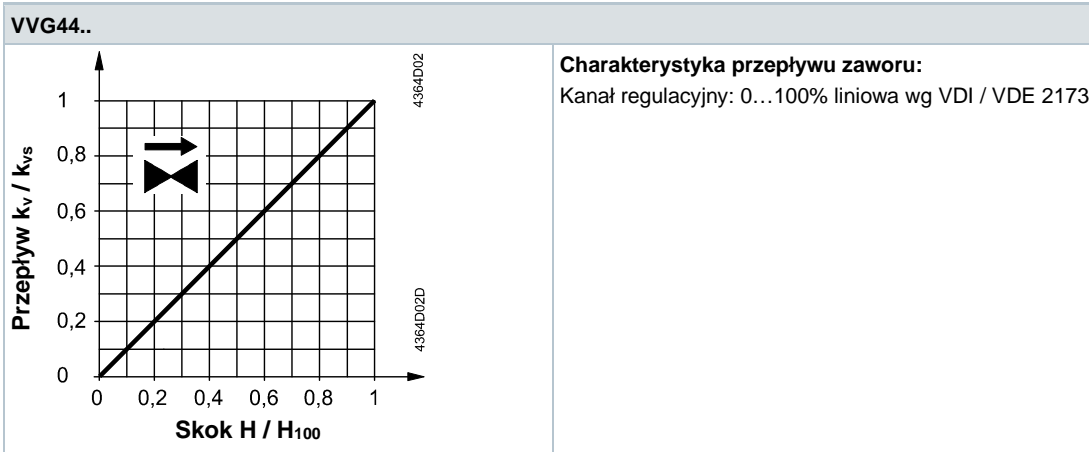 VVG44..
4364D02
1
0,8
0,6
0,4
0,2
0
0 0,2 0,4 0,6 0,8 1
Przepływ kv / kvs
Skok H / H100
4364D02D
Charakterystyka przepływu zaworu:
Kanał regulacyjny: 0…100% liniowa wg VDI / VDE 2173